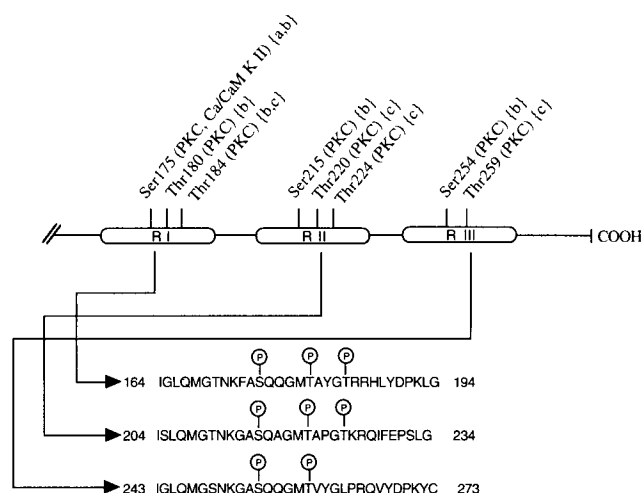 Ser175 (PKC, Ca/CaM K II) {a,b}
Thr180 (PKC) {b}
Thr184 (PKC) {b,c}
Ser215 (PKC) {b}
Thr220 (PKC) {c}
Thr224 (PKC) {c}
Ser254 (PKC) {b}
Thr259 (PKC) {c}
R I
R II
R III
COOH
P P P
164 IGLQMGTNKFASQQGMTAYGTRRHLYDPKLG 194
P P P
204 ISLQMGTNKGASQAGMTAPGTKRQIFEPSLG 234
P P
243 IGLQMGSNKGASQQGMTVYGLPRQVYDPKYC 273